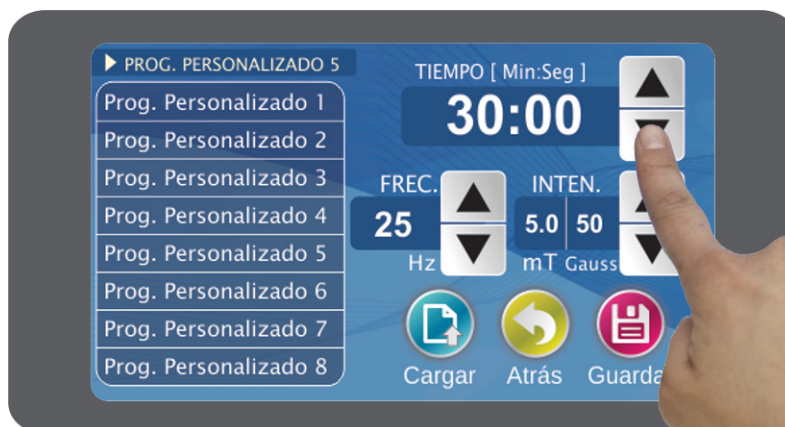 PROG. PERSONALIZADO 5
Prog. Personalizado 1
Prog. Personalizado 2
Prog. Personalizado 3
Prog. Personalizado 4
Prog. Personalizado 5
Prog. Personalizado 6
Prog. Personalizado 7
Prog. Personalizado 8
TIEMPO [ Min:Seg ]
30:00
FREC.
25
Hz
INTEN.
5.0 50
mT Gauss
Cargar
Atrás
Guarda